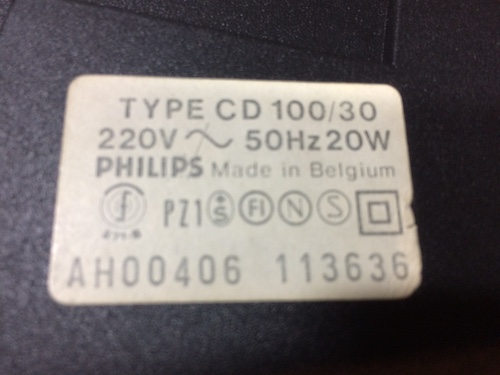 TYPE CD 100/30
220V ~ 50Hz 20W
PHILIPS Made in Belgium
PZ1 +S FI N S
AH00406 113636